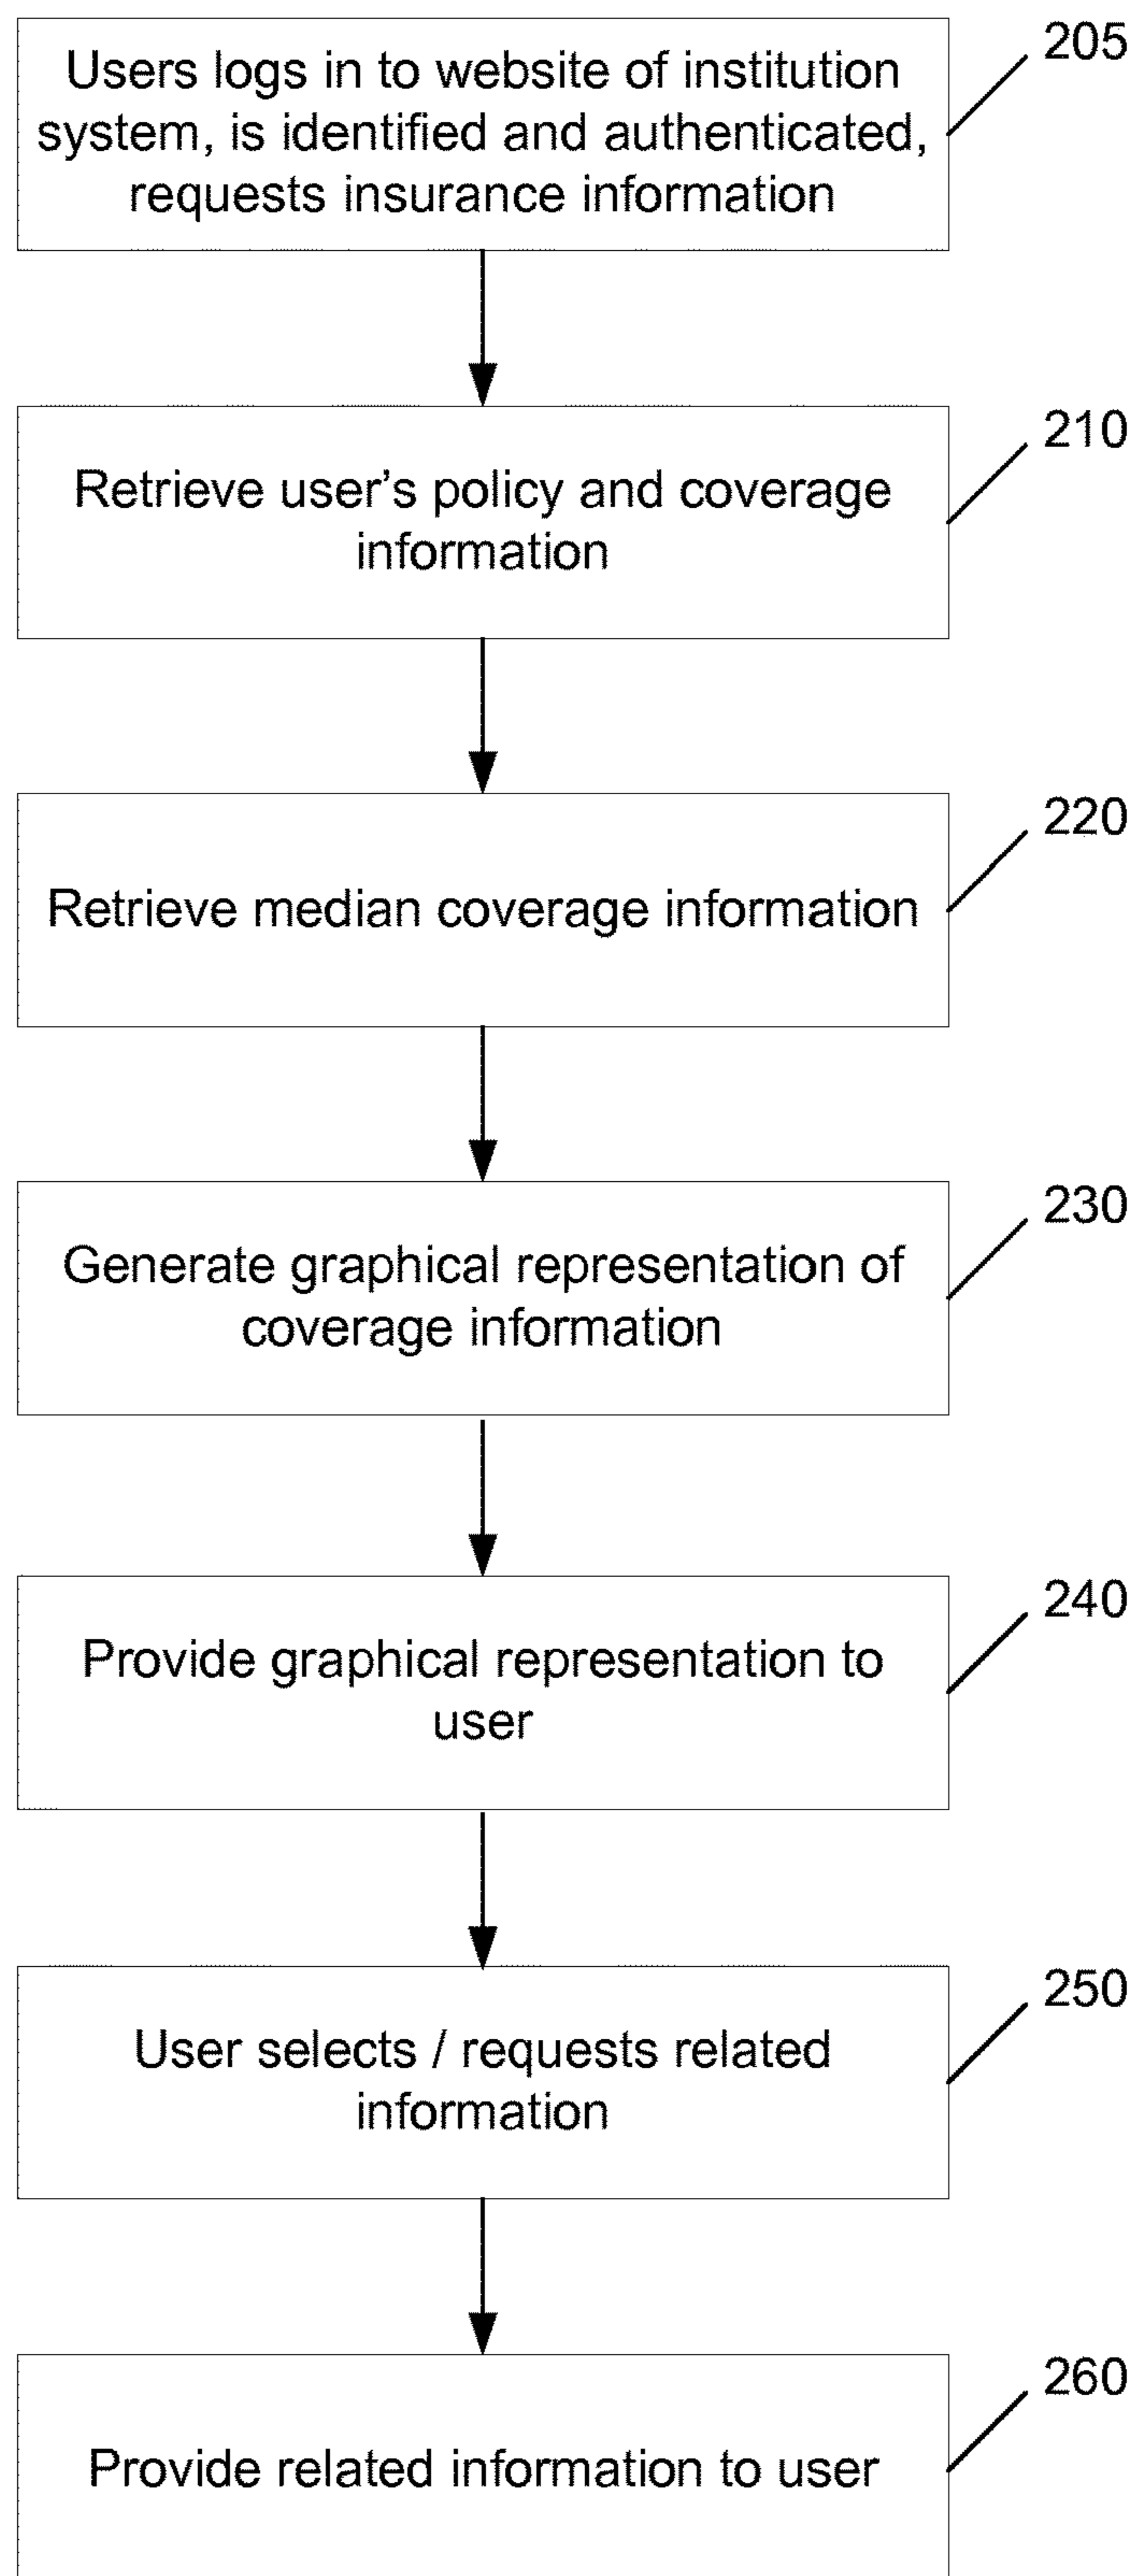 Users logs in to website of institution
system, is identified and authenticated,
requests insurance information
205
Retrieve user's policy and coverage
information
210
Retrieve median coverage information
220
Generate graphical representation of
coverage information
230
Provide graphical representation to
user
240
User selects / requests related
information
250
Provide related information to user
260